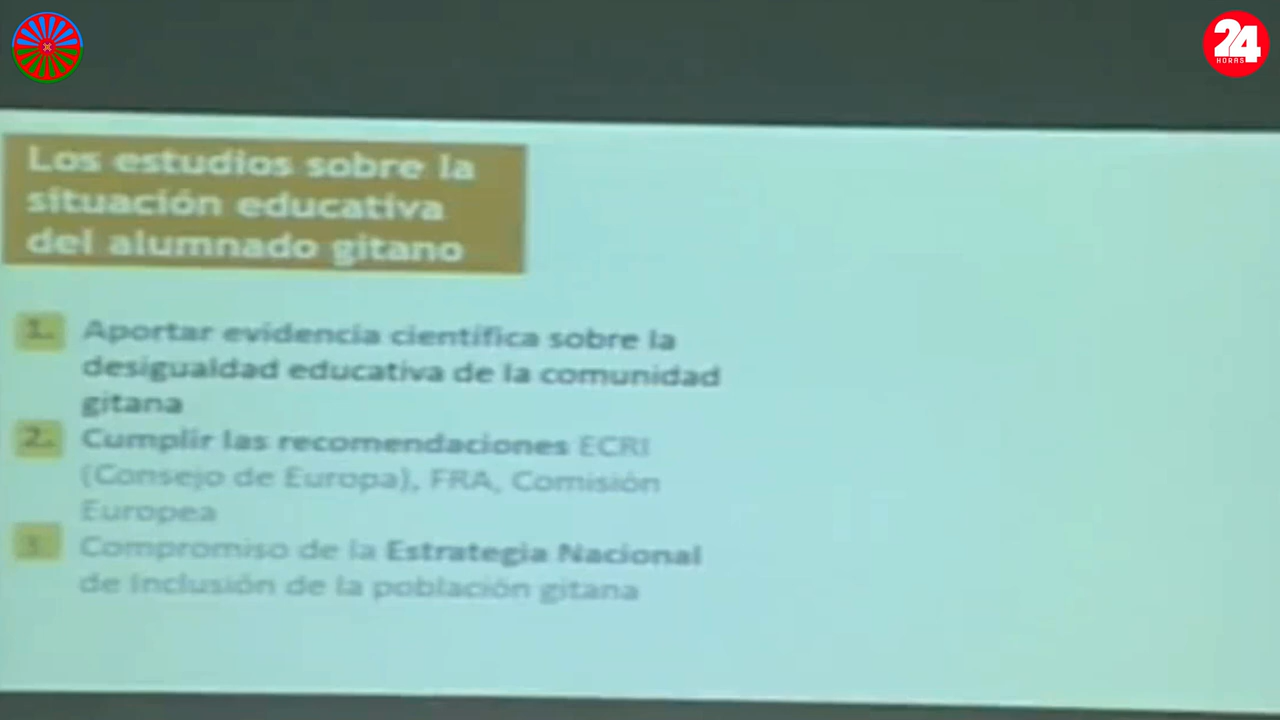 24
HORAS
Los estudios sobre la
situación educativa
del alumnado gitano
1. Aportar evidencia científica sobre la
desigualdad educativa de la comunidad
gitana
2. Cumplir las recomendaciones ECRI
(Consejo de Europa), FRA, Comisión
Europea
3. Compromiso de la Estrategia Nacional
de Inclusión de la población gitana